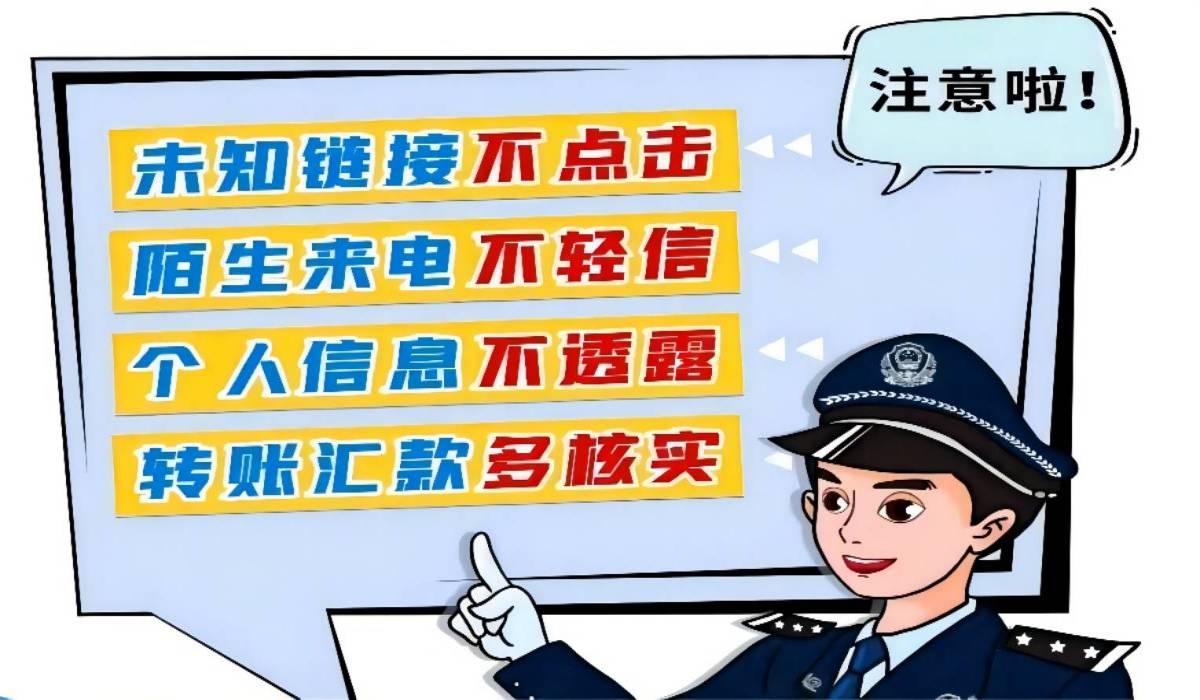 注意啦！
未知链接不点击
陌生来电不轻信
个人信息不透露
转账汇款多核实